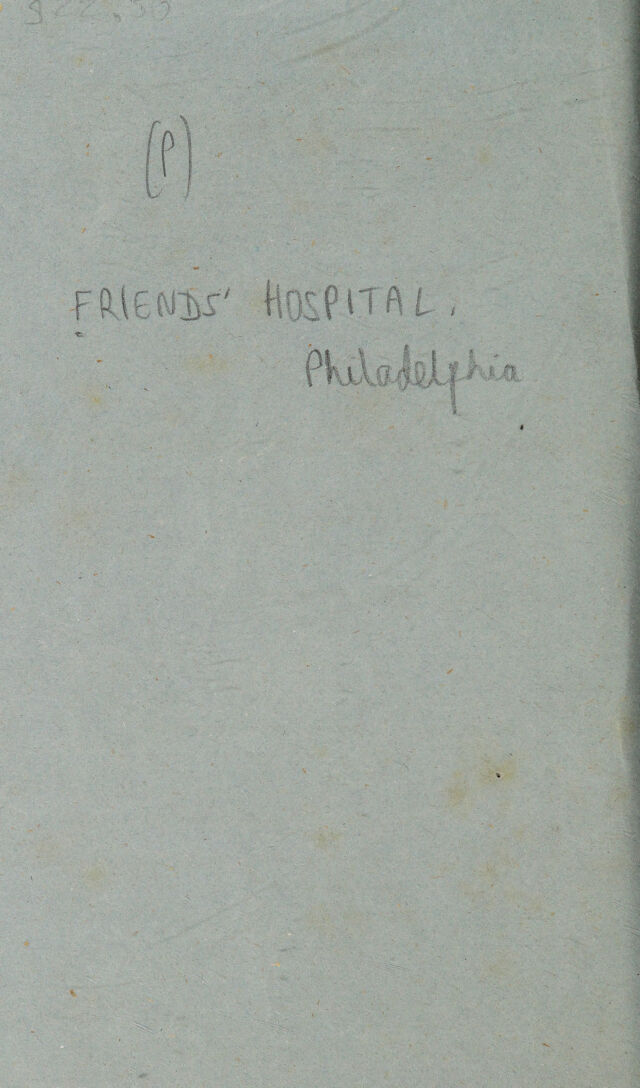 (P)
FRIENDS' HOSPITAL,
Philadelphia